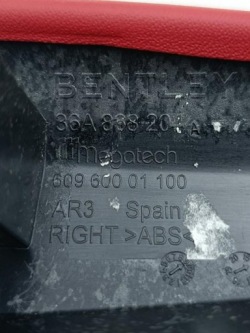 BENTLEY
36A 838 20
Megatech
609 600 01 100
AR3 Spain
RIGHT >ABS<